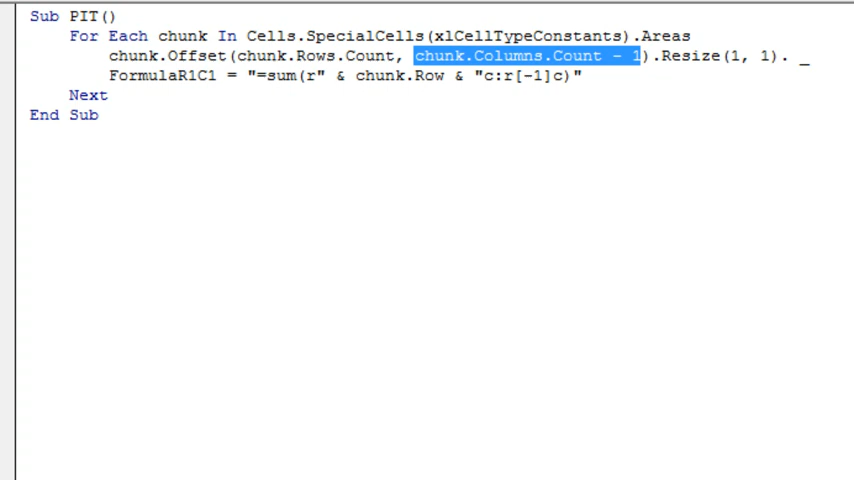 Sub PIT()
For Each chunk In Cells.SpecialCells(xlCellTypeConstants).Areas
chunk.Offset(chunk.Rows.Count, chunk.Columns.Count - 1).Resize(1, 1). _
FormulaR1C1 = "=sum(r" & chunk.Row & "c:r[-1]c)"
Next
End Sub